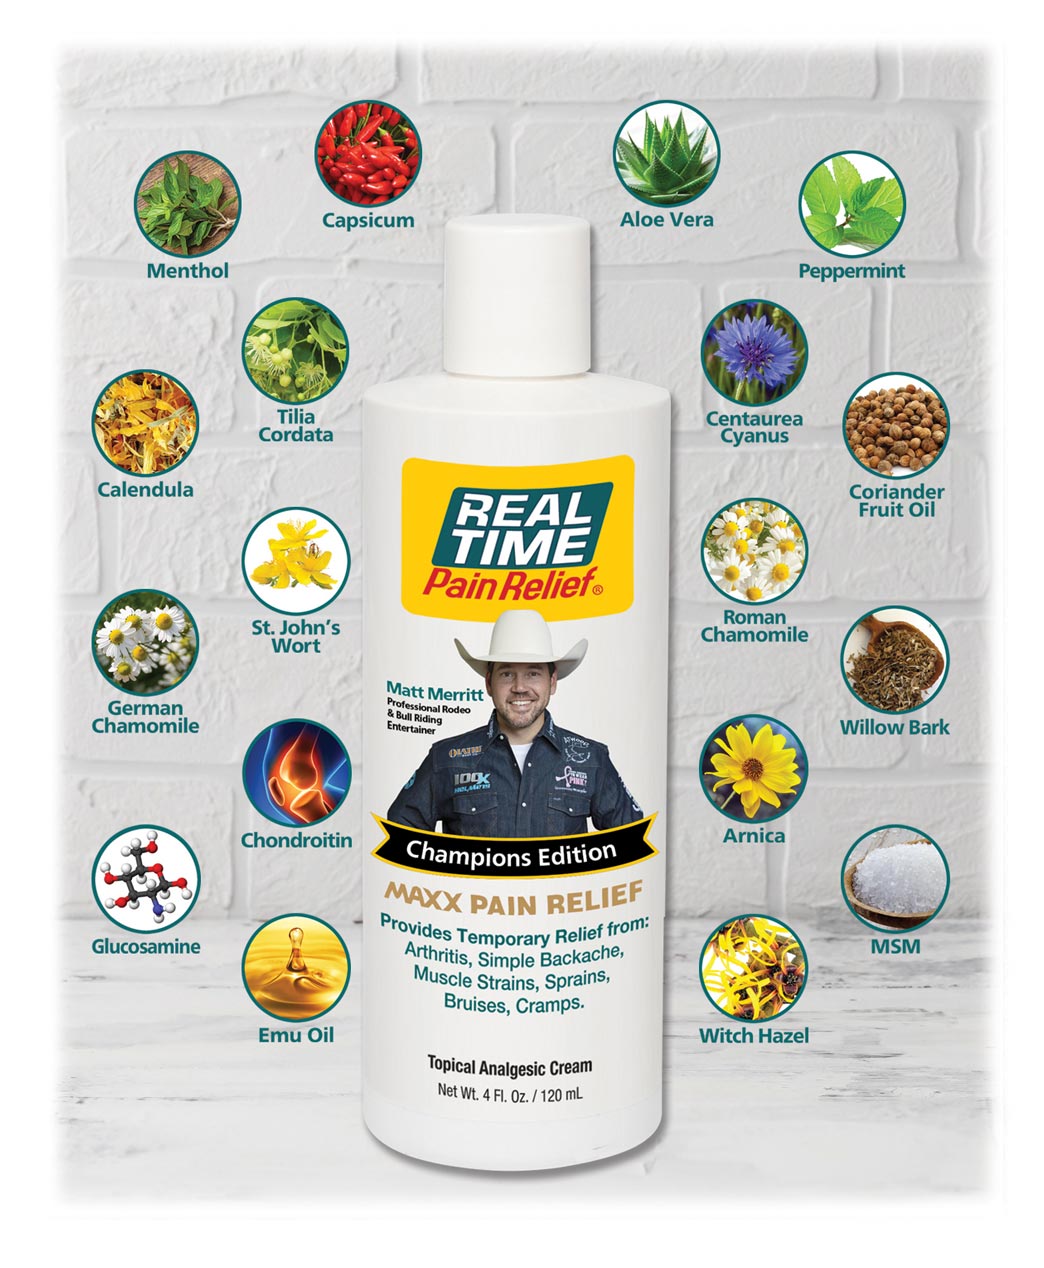 Capsicum
Aloe Vera
Menthol
Peppermint
Tilia
Cordata
Centaurea
Cyanus
Calendula
Coriander
Fruit Oil
St. John's
Wort
Roman
Chamomile
German
Chamomile
Willow Bark
Chondroitin
Arnica
Glucosamine
MSM
Emu Oil
Witch Hazel
REAL
TIME
Pain Relief®
Matt Merritt
Professional Rodeo
& Bull Riding
Entertainer
100X
HELMETS
PINK?
Champions Edition
MAXX PAIN RELIEF
Provides Temporary Relief from:
Arthritis, Simple Backache,
Muscle Strains, Sprains,
Bruises, Cramps.
Topical Analgesic Cream
Net Wt. 4 Fl. Oz. / 120 mL